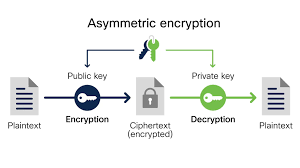 Asymmetric encryption
Public key
Private key
Plaintext
Encryption
Ciphertext
(encrypted)
Decryption
Plaintext